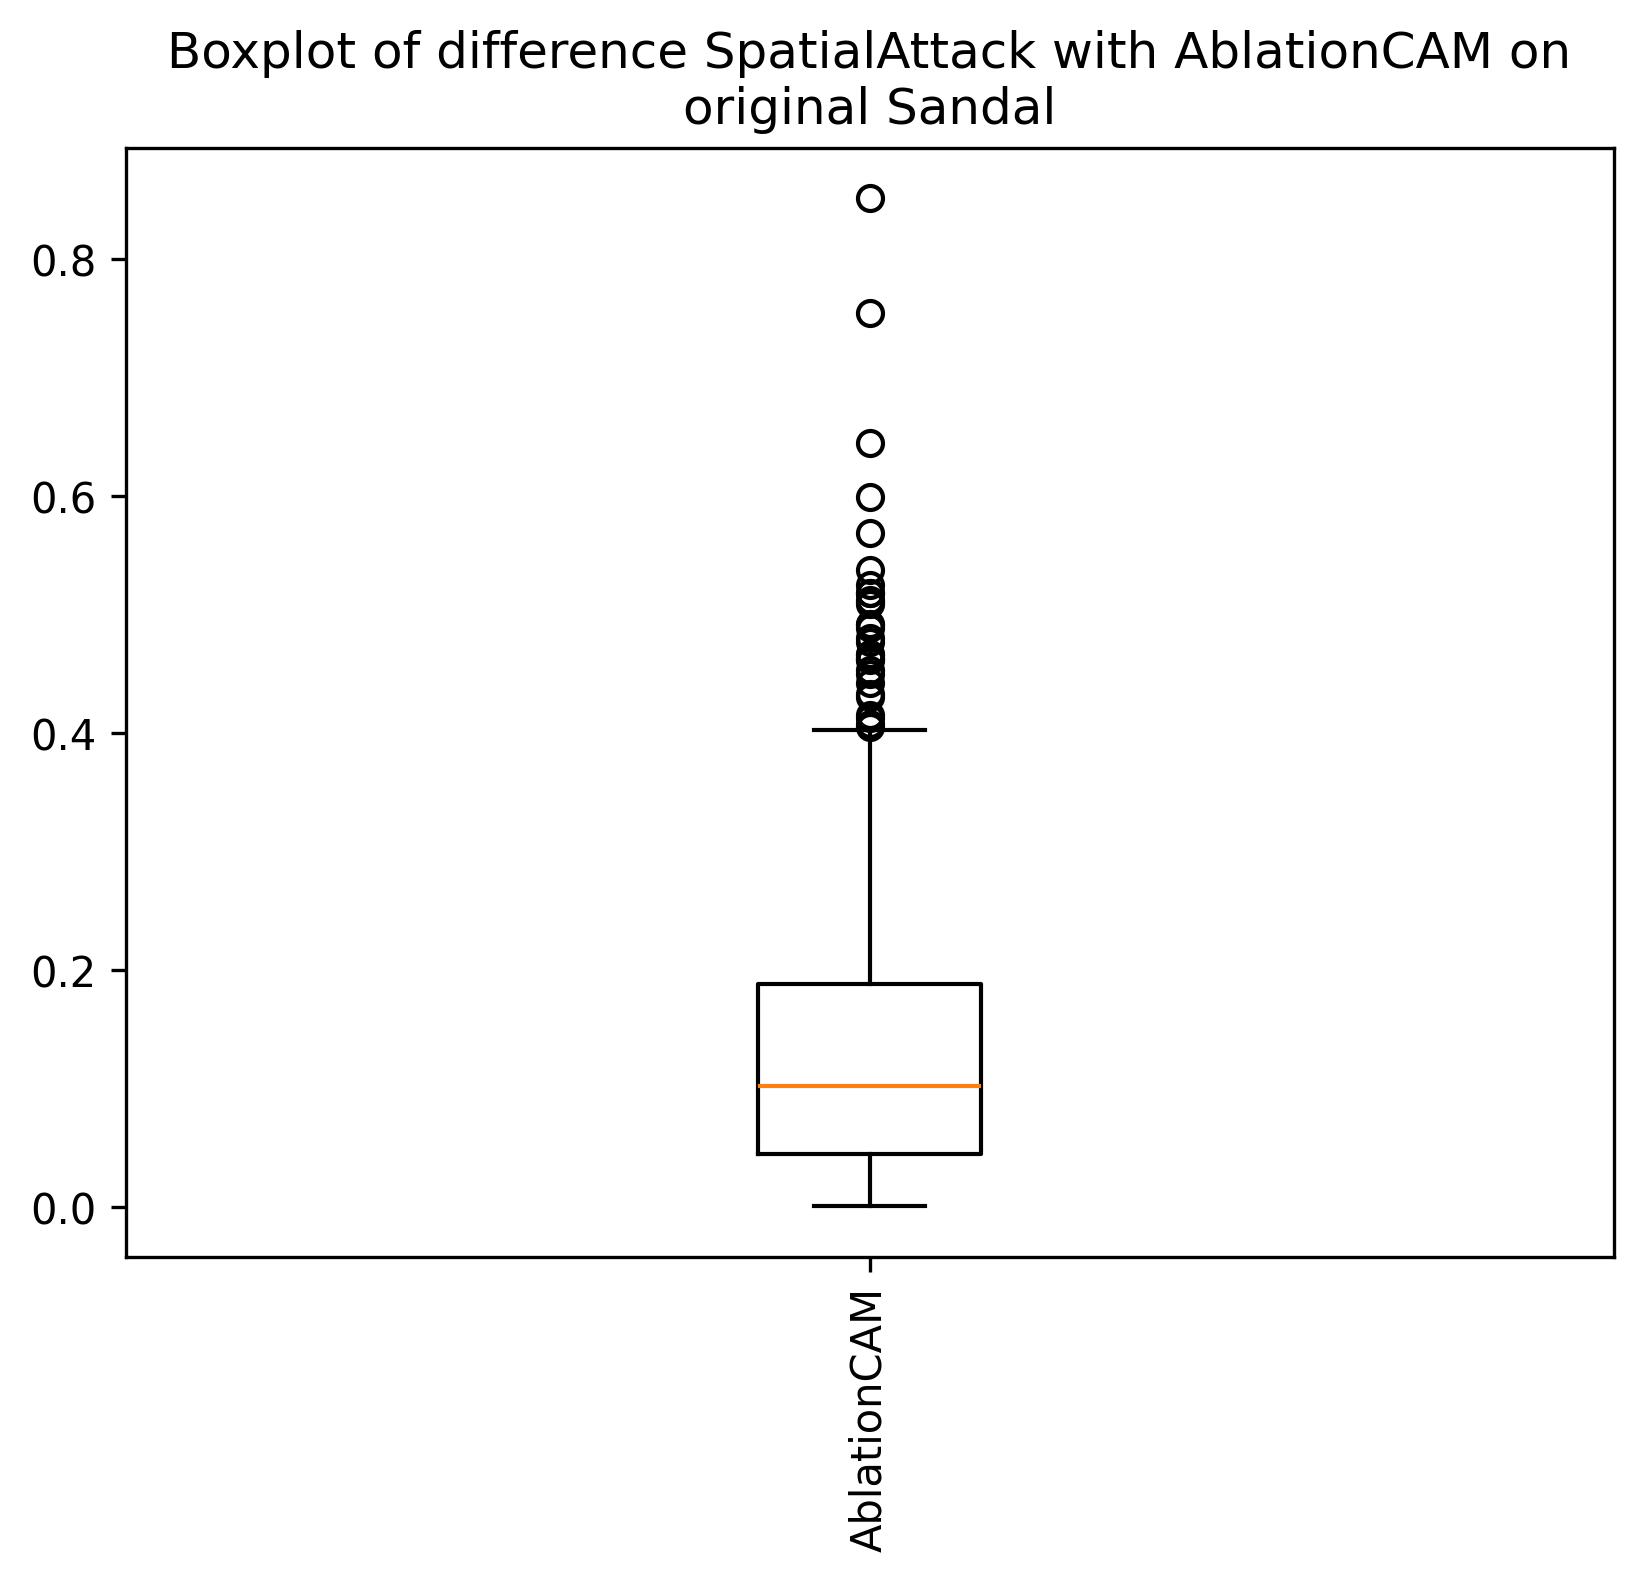 Boxplot of difference SpatialAttack with AblationCAM on
original Sandal
0.8
0.6
0.4
0.2
0.0
AblationCAM